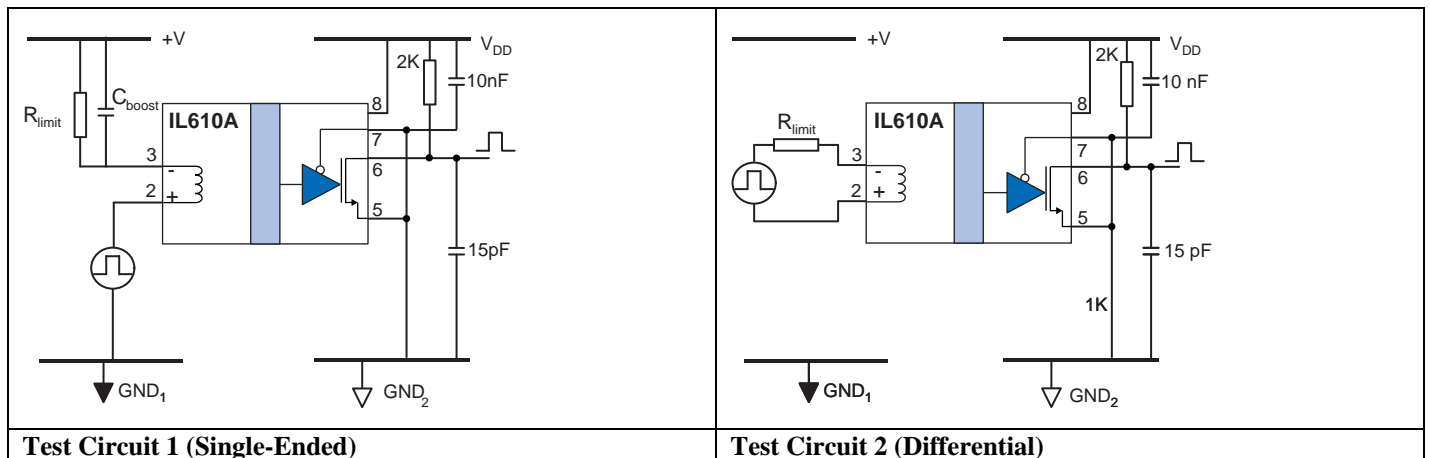 +V
V_DD
2K
10nF
C_boost
R_limit
IL610A
8
3
-
7
6
2
+
5
15pF
GND_1
GND_2
Test Circuit 1 (Single-Ended)
+V
V_DD
2K
10 nF
8
R_limit
IL610A
3
-
7
6
2
+
5
15 pF
1K
GND_1
GND_2
Test Circuit 2 (Differential)